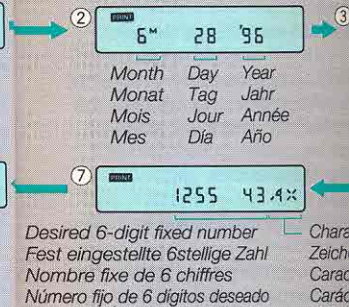 ② ③
PRINT
6M 28 '96
Month Day Year
Monat Tag Jahr
Mois Jour Année
Mes Día Año
⑦
PRINT
1255 43
Desired 6-digit fixed number
Fest eingestellte 6stellige Zahl
Nombre fixe de 6 chiffres
Número fijo de 6 dígitos deseado
Chara
Zeiche
Carac
Carác